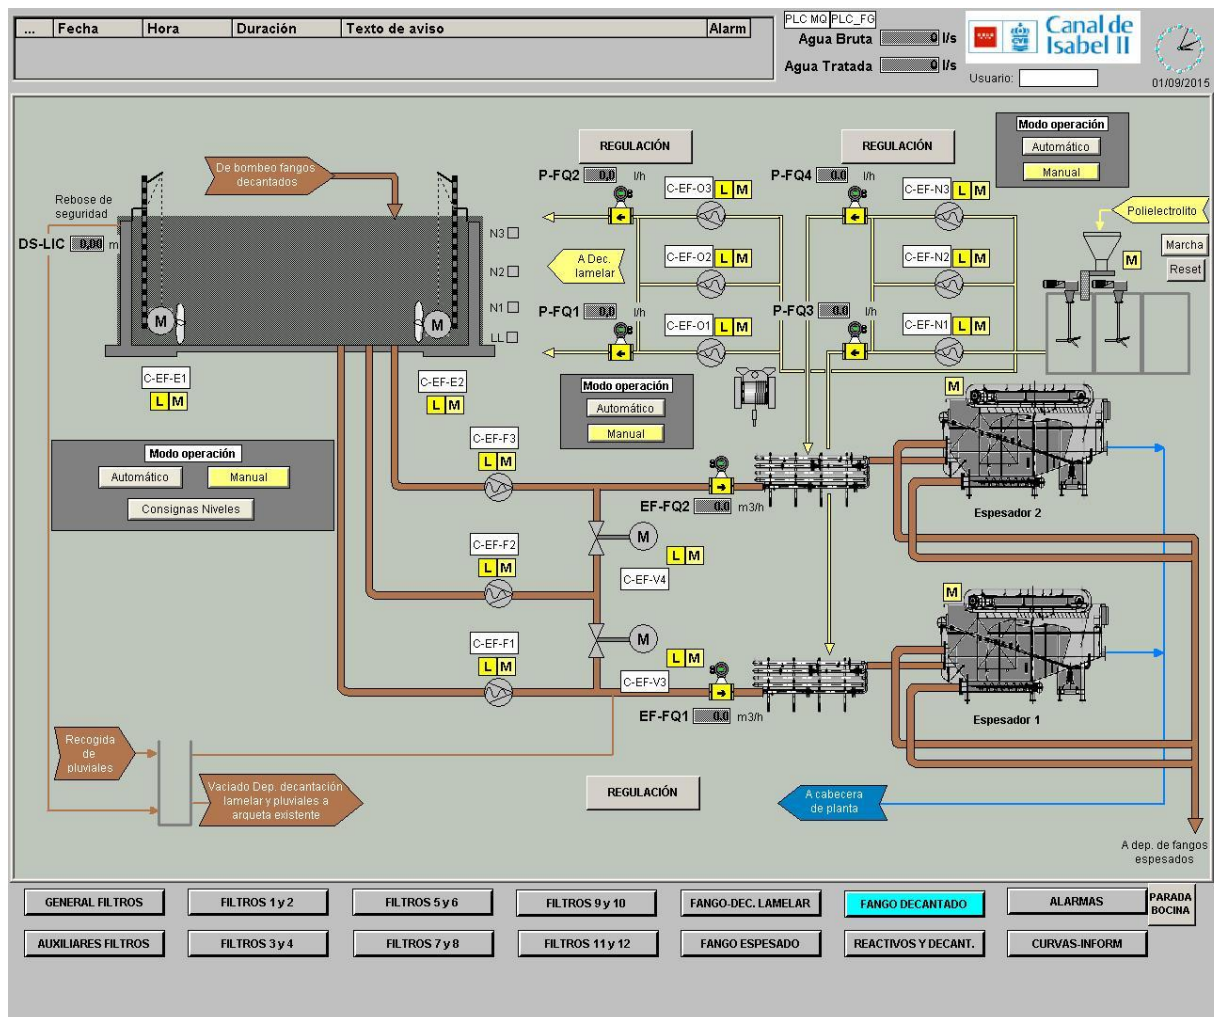 ... Fecha Hora Duración Texto de aviso Alarm
PLC MQ PLC_FG
Agua Bruta 0 l/s
Agua Tratada 0 l/s
Canal de
Isabel II
Usuario:
01/09/2015
De bombeo fangos
decantados
Rebose de
seguridad
DS-LIC 0,00 m
N3
N2
N1
LL
M
M
C-EF-E1
L M
C-EF-E2
L M
REGULACIÓN
P-FQ2 0,0 l/h
C-EF-O3 L M
A Dec.
lamelar
C-EF-O2 L M
P-FQ1 0,0 l/h
C-EF-O1 L M
REGULACIÓN
P-FQ4 0.0 l/h
C-EF-N3 L M
C-EF-N2 L M
P-FQ3 0.0 l/h
C-EF-N1 L M
Modo operación
Automático
Manual
Polielectrolito
M
Marcha
Reset
Modo operación
Automático
Manual
Modo operación
Automático Manual
Consignas Niveles
C-EF-F3
L M
EF-FQ2 0.0 m3/h
M
Espesador 2
C-EF-F2
L M
M
L M
C-EF-V4
C-EF-F1
L M
M
L M
C-EF-V3
EF-FQ1 0.0 m3/h
M
Espesador 1
Recogida
de
pluviales
Vaciado Dep. decantación
lamelar y pluviales a
arqueta existente
REGULACIÓN
A cabecera
de planta
A dep. de fangos
espesados
GENERAL FILTROS FILTROS 1 y 2 FILTROS 5 y 6 FILTROS 9 y 10 FANGO-DEC. LAMELAR FANGO DECANTADO ALARMAS
PARADA
BOCINA
AUXILIARES FILTROS FILTROS 3 y 4 FILTROS 7 y 8 FILTROS 11 y 12 FANGO ESPESADO REACTIVOS Y DECANT. CURVAS-INFORM